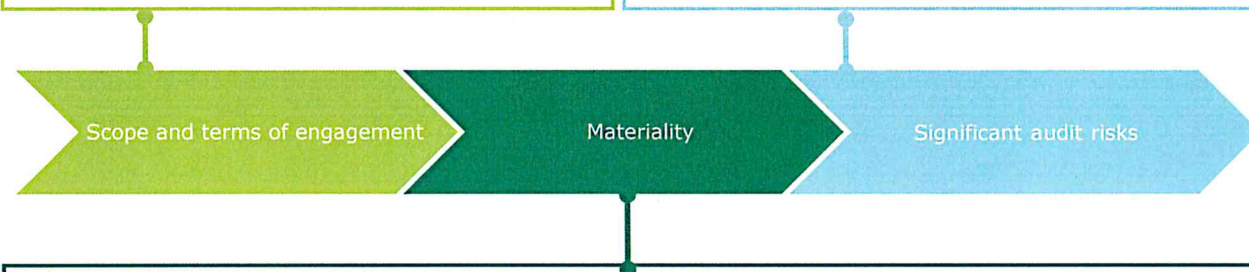 Scope and terms of engagement
Materiality
Significant audit risks